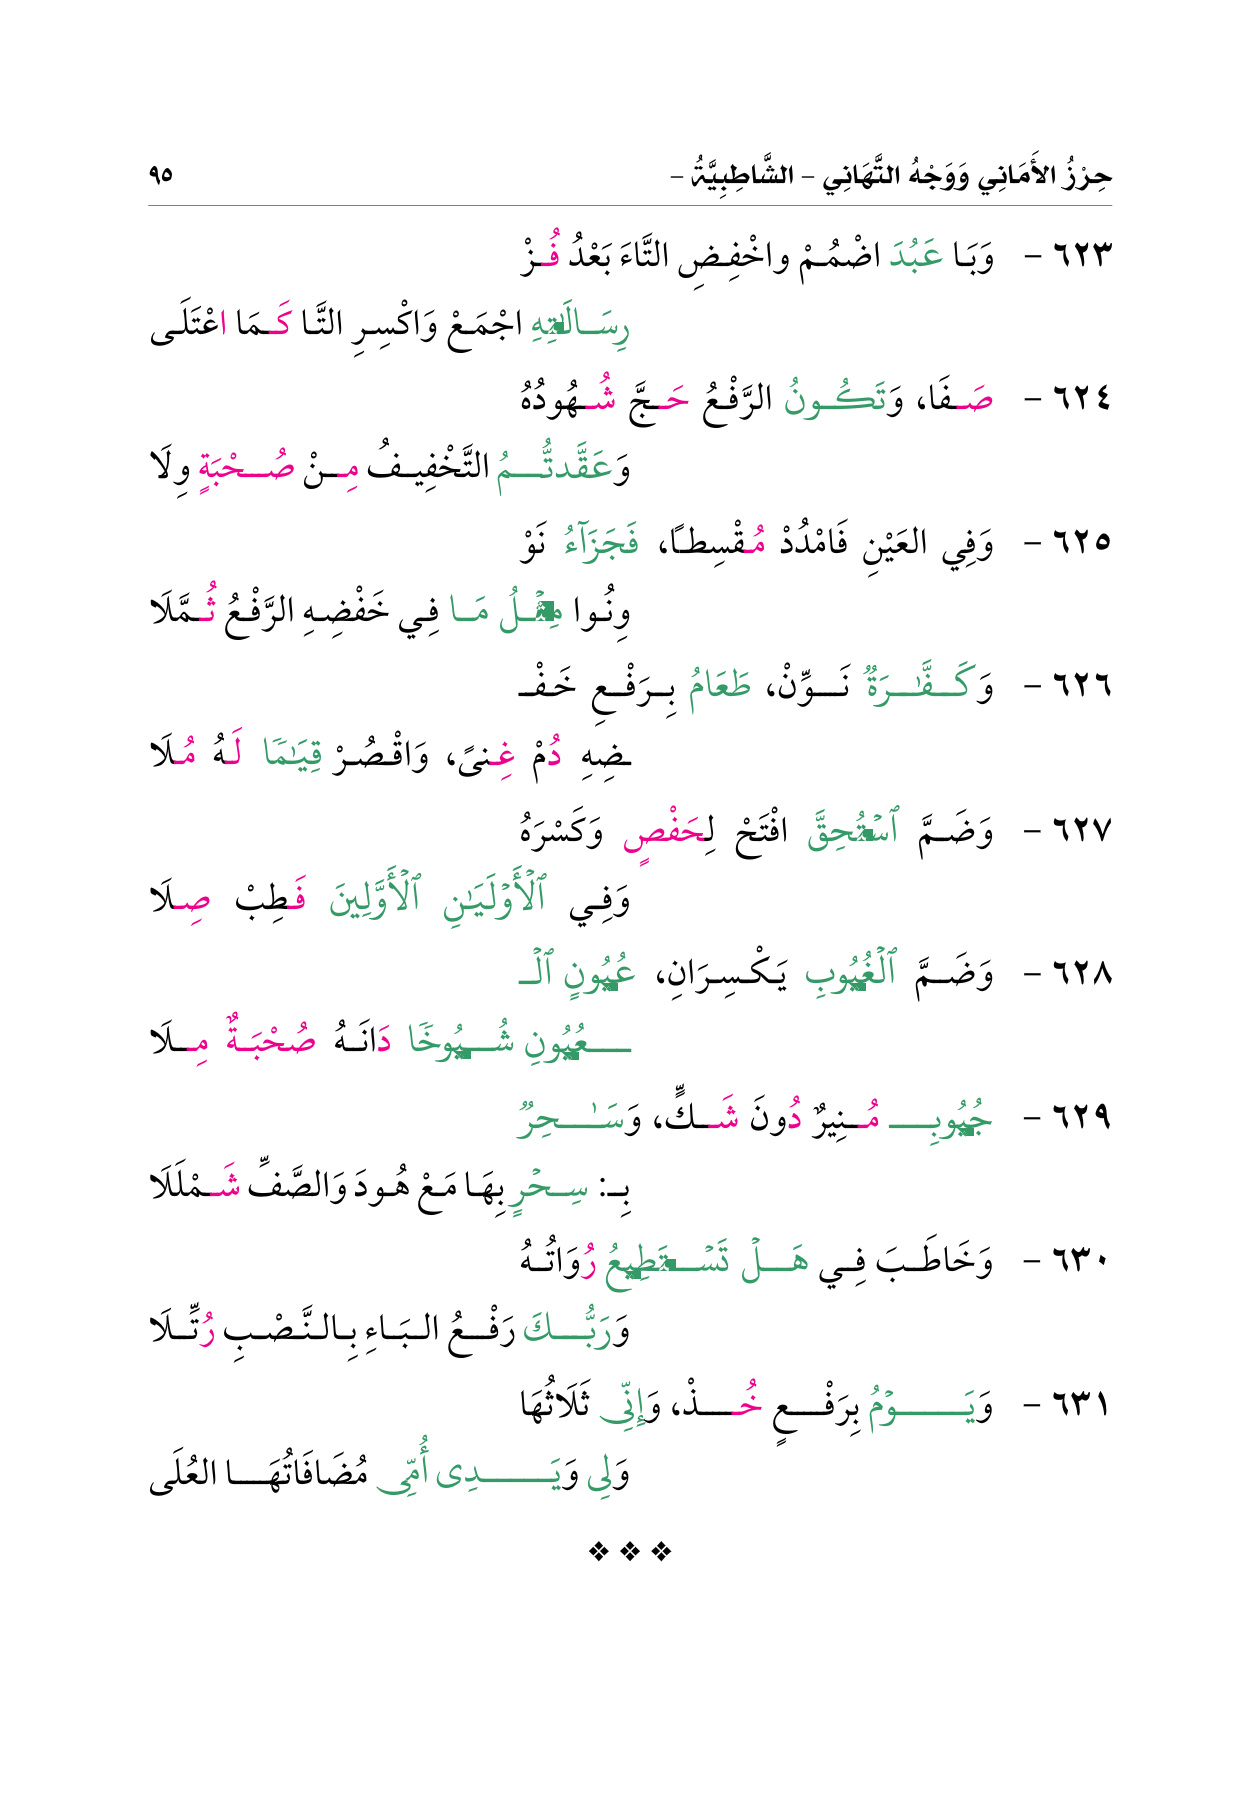 حِرْزُ الأَمَانِي وَوَجْهُ التَّهَانِي – الشَّاطِبِيَّةُ – ٩٥
٦٢٣ – وَبَا عَبُدَ اضْمُمْ واخْفِضِ التَّاءَ بَعْدُ فُزْ
رِسَالَتِهِ اجْمَعْ وَاكْسِرِ التَّا كَمَا اعْتَلَى
٦٢٤ – صَفَا، وَتَكُونُ الرَّفْعُ حَجَّ شُهُودُهُ
وَعَقَّدتُّمُ التَّخْفِيفُ مِنْ صُحْبَةٍ وِلَا
٦٢٥ – وَفِي العَيْنِ فَامْدُدْ مُقْسِطًا، فَجَزَآءُ نَوْ
وِنُوا مِثْلُ مَا فِي خَفْضِهِ الرَّفْعُ ثُمَّلَا
٦٢٦ – وَكَفَّٰرَةٌ نَوِّنْ، طَعَامُ بِرَفْعِ خَفْـ
ـضِهِ دُمْ غِنىً، وَاقْصُرْ قِيَٰمًا لَهُ مُلَا
٦٢٧ – وَضَمَّ ٱسْتُحِقَّ افْتَحْ لِحَفْصٍ وَكَسْرَهُ
وَفِي ٱلْأَوْلَيَٰنِ ٱلْأَوَّلِينَ فَطِبْ صِلَا
٦٢٨ – وَضَمَّ ٱلْغُيُوبِ يَكْسِرَانِ، عُيُونٍ ٱلْـ
ـعُيُونِ شُيُوخًا دَانَهُ صُحْبَةٌ مِلَا
٦٢٩ – جُيُوبِـ مُنِيرٌ دُونَ شَكٍّ، وَسَٰحِرٌ
بِـ: سِحْرٍ بِهَا مَعْ هُودَ وَالصَّفِّ شَمْلَلَا
٦٣٠ – وَخَاطَبَ فِي هَلْ تَسْتَطِيعُ رُوَاتُهُ
وَرَبُّكَ رَفْعُ البَاءِ بِالنَّصْبِ رُتِّلَا
٦٣١ – وَيَوْمُ بِرَفْعٍ خُذْ، وَإِنِّى ثَلَاثُهَا
وَلِى وَيَدِى أُمِّى مُضَافَاتُهَا العُلَى